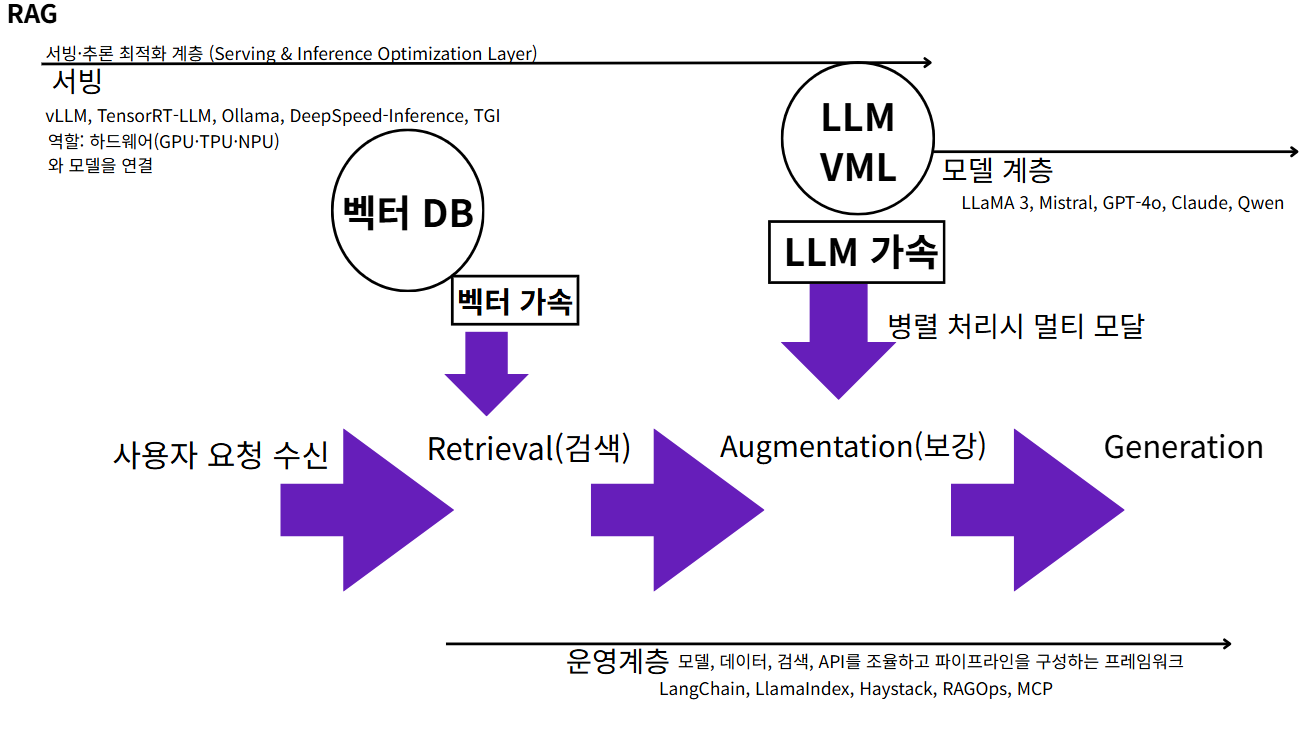 RAG
서빙·추론 최적화 계층 (Serving & Inference Optimization Layer)
서빙
vLLM, TensorRT-LLM, Ollama, DeepSpeed-Inference, TGI
역할: 하드웨어(GPU·TPU·NPU)
와 모델을 연결
벡터 DB
벡터 가속
LLM
VML
모델 계층
LLaMA 3, Mistral, GPT-4o, Claude, Qwen
LLM 가속
병렬 처리시 멀티 모달
사용자 요청 수신
Retrieval(검색)
Augmentation(보강)
Generation
운영계층 모델, 데이터, 검색, API를 조율하고 파이프라인을 구성하는 프레임워크
LangChain, LlamaIndex, Haystack, RAGOps, MCP